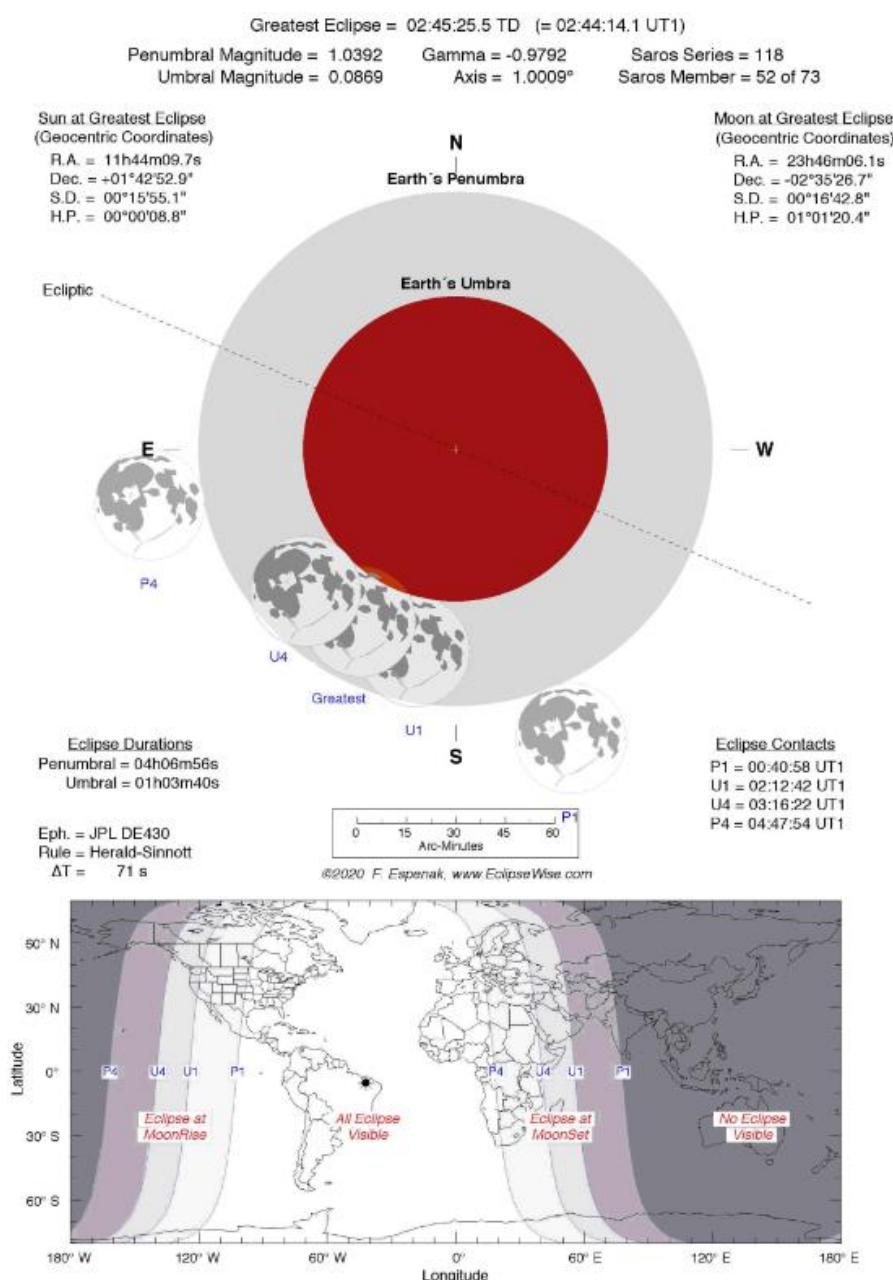 Greatest Eclipse = 02:45:25.5 TD (= 02:44:14.1 UT1)
Penumbral Magnitude = 1.0392 Gamma = -0.9792 Saros Series = 118
Umbral Magnitude = 0.0869 Axis = 1.0009° Saros Member = 52 of 73
Sun at Greatest Eclipse
(Geocentric Coordinates)
R.A. = 11h44m09.7s
Dec. = +01°42'52.9"
S.D. = 00°15'55.1"
H.P. = 00°00'08.8"
Moon at Greatest Eclipse
(Geocentric Coordinates)
R.A. = 23h46m06.1s
Dec. = -02°35'26.7"
S.D. = 00°16'42.8"
H.P. = 01°01'20.4"
N
Earth´s Penumbra
Earth´s Umbra
Ecliptic
E
W
P4
U4
Greatest
U1
S
P1
Eclipse Durations
Penumbral = 04h06m56s
Umbral = 01h03m40s
Eclipse Contacts
P1 = 00:40:58 UT1
U1 = 02:12:42 UT1
U4 = 03:16:22 UT1
P4 = 04:47:54 UT1
Eph. = JPL DE430
Rule = Herald-Sinnott
ΔT = 71 s
0 15 30 45 60
Arc-Minutes
©2020 F. Espenak, www.EclipseWise.com
Latitude
60° N
30° N
0°
30° S
60° S
P4 U4 U1 P1 P4 U4 U1 P1
Eclipse at
MoonRise
All Eclipse
Visible
Eclipse at
MoonSet
No Eclipse
Visible
180° W 120° W 60° W 0° 60° E 120° E 180° E
Longitude